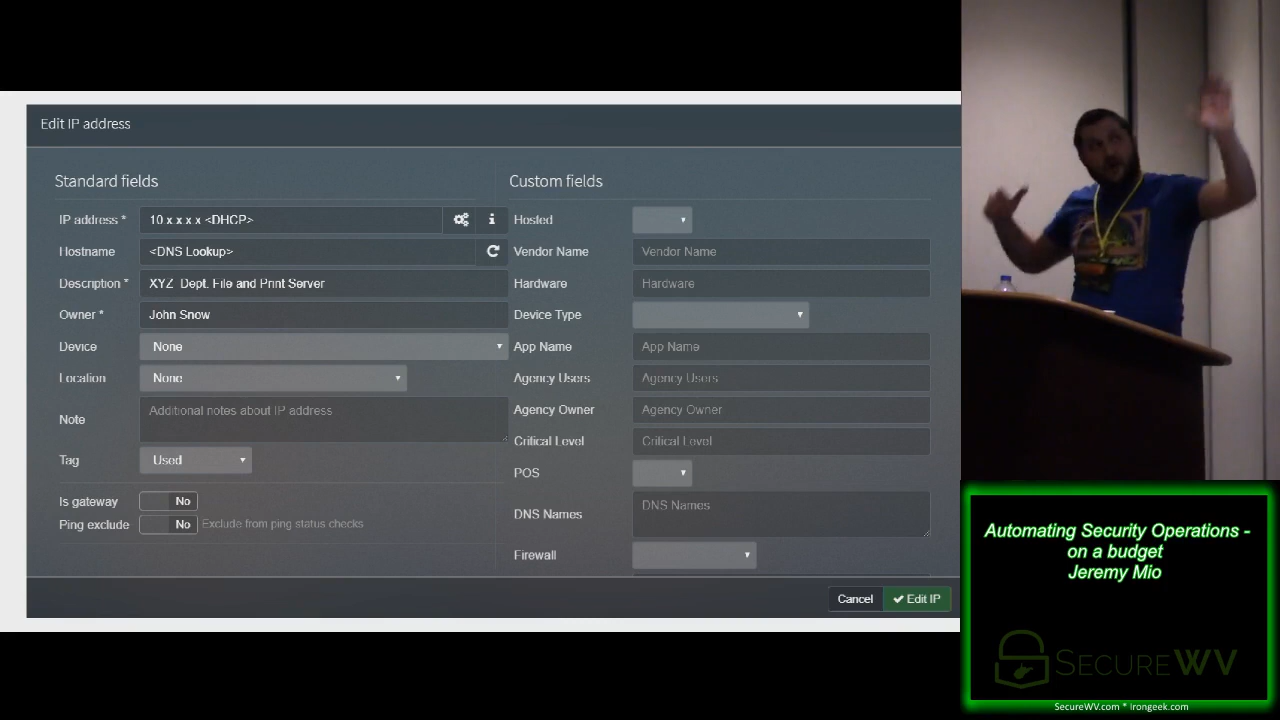 Edit IP address
Standard fields
IP address *
10 x x x x <DHCP>
Hostname
<DNS Lookup>
Description *
XYZ Dept. File and Print Server
Owner *
John Snow
Device
None
Location
None
Note
Additional notes about IP address
Tag
Used
Is gateway
No
Ping exclude
No
Exclude from ping status checks
Custom fields
Hosted
Vendor Name
Vendor Name
Hardware
Hardware
Device Type
App Name
App Name
Agency Users
Agency Users
Agency Owner
Agency Owner
Critical Level
Critical Level
POS
DNS Names
DNS Names
Firewall
Cancel
Edit IP
Automating Security Operations -
on a budget
Jeremy Mio
SECUREWV
SecureWV.com * irongeek.com